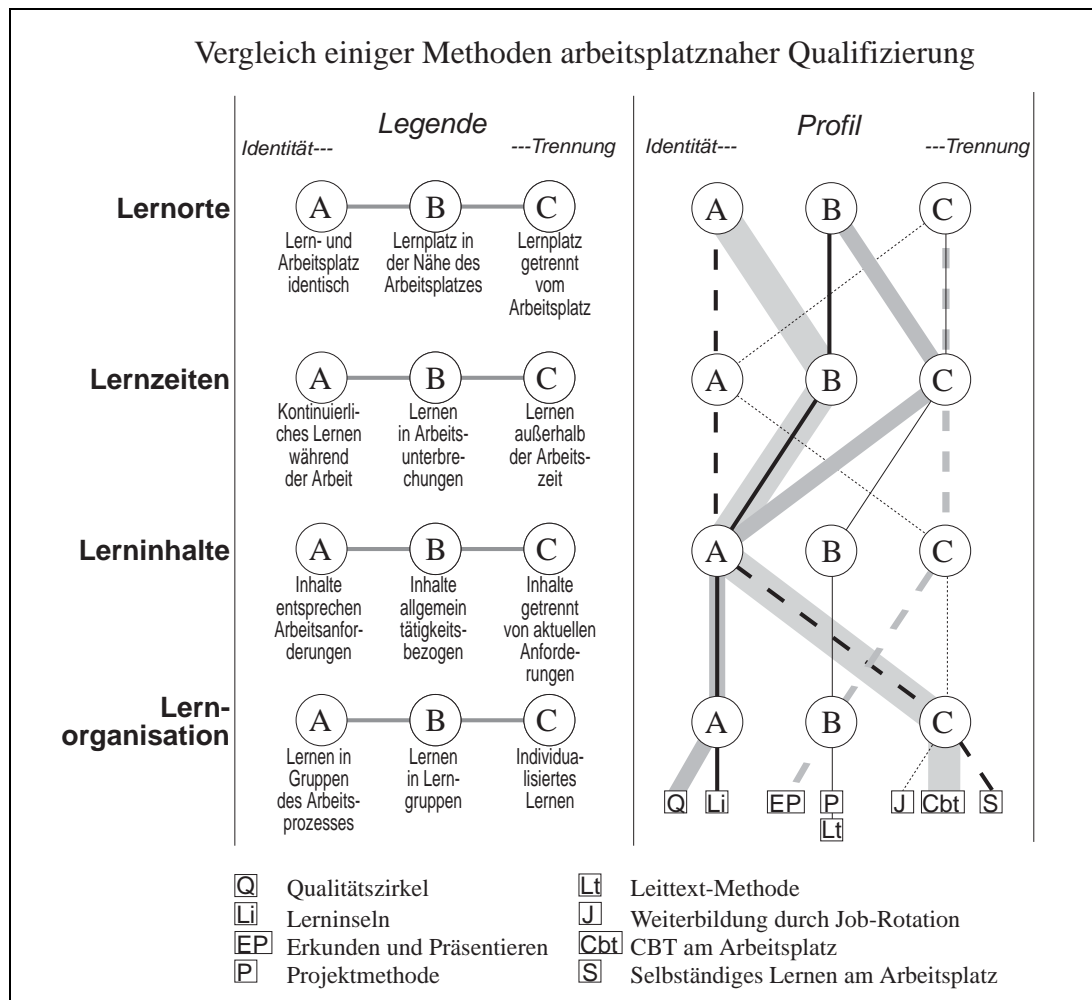 Vergleich einiger Methoden arbeitsplatznaher Qualifizierung
Legende
Identität---
---Trennung
Profil
Identität---
---Trennung
Lernorte
A
B
C
Lern- und
Arbeitsplatz
identisch
Lernplatz in
der Nähe des
Arbeitsplatzes
Lernplatz
getrennt
vom
Arbeitsplatz
A
B
C
Lernzeiten
A
B
C
Kontinuierli-
ches Lernen
während
der Arbeit
Lernen
in Arbeits-
unterbre-
chungen
Lernen
außerhalb
der Arbeits-
zeit
A
B
C
Lerninhalte
A
B
C
Inhalte
entsprechen
Arbeitsanfor-
derungen
Inhalte
allgemein
tätigkeits-
bezogen
Inhalte
getrennt
von aktuellen
Anforde-
rungen
A
B
C
Lern-
organisation
A
B
C
Lernen in
Gruppen
des Arbeits-
prozesses
Lernen
in Lern-
gruppen
Individua-
lisiertes
Lernen
A
B
C
Q
Li
EP
P
Lt
J
Cbt
S
Q Qualitätszirkel
Li Lerninseln
EP Erkunden und Präsentieren
P Projektmethode
Lt Leittext-Methode
J Weiterbildung durch Job-Rotation
Cbt CBT am Arbeitsplatz
S Selbständiges Lernen am Arbeitsplatz